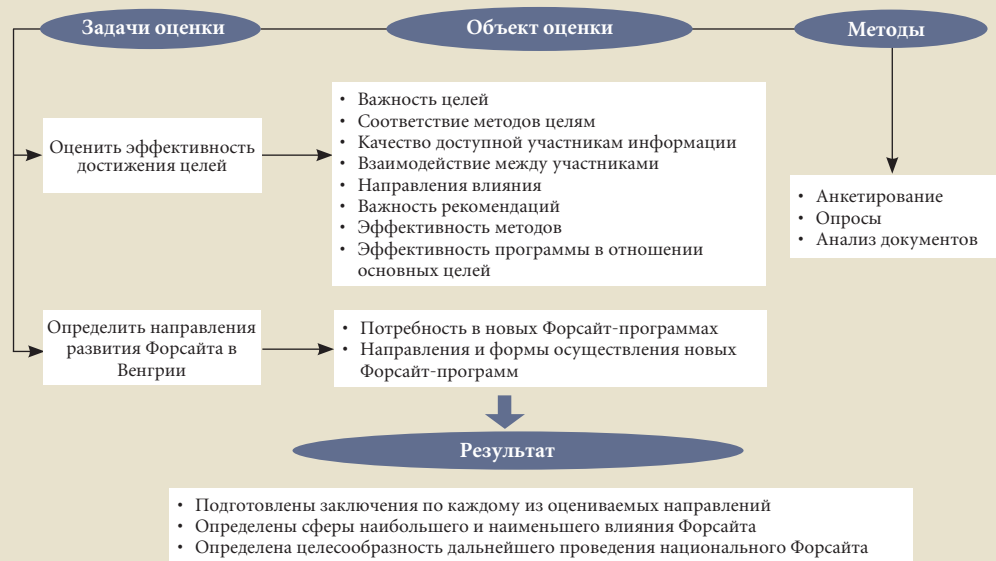 Задачи оценки
Объект оценки
Методы
Оценить эффективность
достижения целей
• Важность целей
• Соответствие методов целям
• Качество доступной участникам информации
• Взаимодействие между участниками
• Направления влияния
• Важность рекомендаций
• Эффективность методов
• Эффективность программы в отношении
основных целей
• Анкетирование
• Опросы
• Анализ документов
Определить направления
развития Форсайта в
Венгрии
• Потребность в новых Форсайт-программах
• Направления и формы осуществления новых
Форсайт-программ
Результат
• Подготовлены заключения по каждому из оцениваемых направлений
• Определены сферы наибольшего и наименьшего влияния Форсайта
• Определена целесообразность дальнейшего проведения национального Форсайта